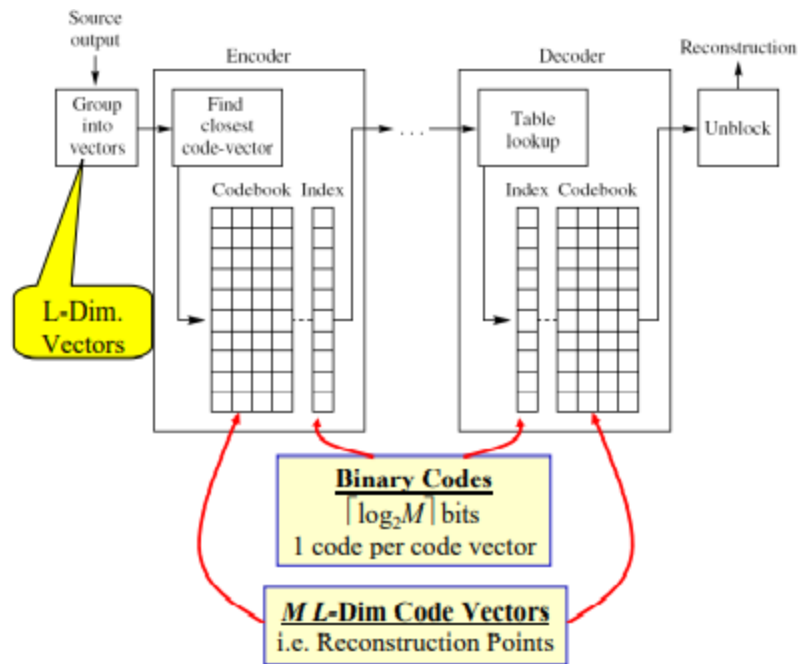 Source
output
Encoder
Decoder
Reconstruction
Group
into
vectors
Find
closest
code-vector
. . .
Table
lookup
Unblock
Codebook Index
Index Codebook
L-Dim.
Vectors
Binary Codes
⌈log₂M⌉ bits
1 code per code vector
M L-Dim Code Vectors
i.e. Reconstruction Points